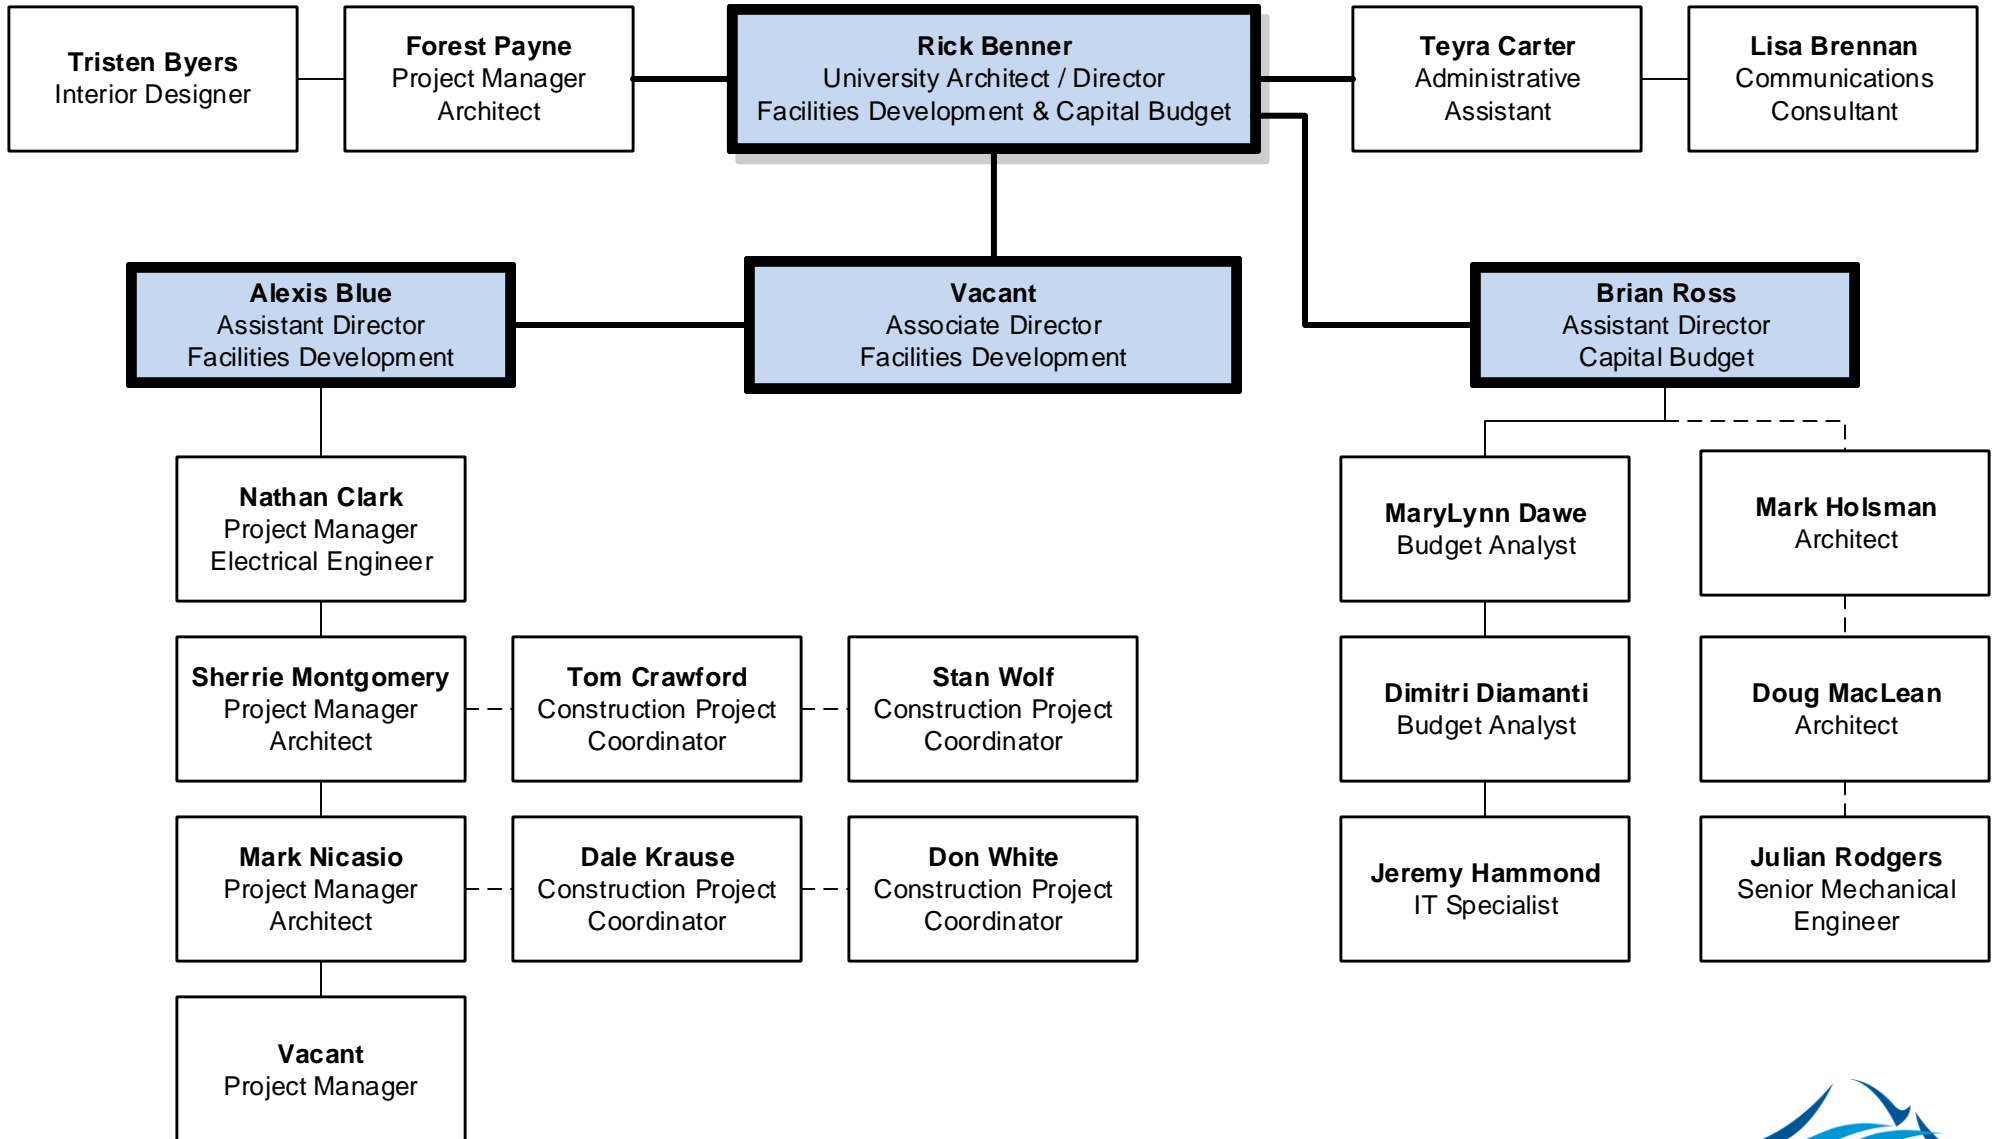 Tristen Byers
Interior Designer
Forest Payne
Project Manager
Architect
Rick Benner
University Architect / Director
Facilities Development & Capital Budget
Teyra Carter
Administrative
Assistant
Lisa Brennan
Communications
Consultant
Alexis Blue
Assistant Director
Facilities Development
Vacant
Associate Director
Facilities Development
Brian Ross
Assistant Director
Capital Budget
Nathan Clark
Project Manager
Electrical Engineer
MaryLynn Dawe
Budget Analyst
Mark Holsman
Architect
Sherrie Montgomery
Project Manager
Architect
Tom Crawford
Construction Project
Coordinator
Stan Wolf
Construction Project
Coordinator
Dimitri Diamanti
Budget Analyst
Doug MacLean
Architect
Mark Nicasio
Project Manager
Architect
Dale Krause
Construction Project
Coordinator
Don White
Construction Project
Coordinator
Jeremy Hammond
IT Specialist
Julian Rodgers
Senior Mechanical
Engineer
Vacant
Project Manager